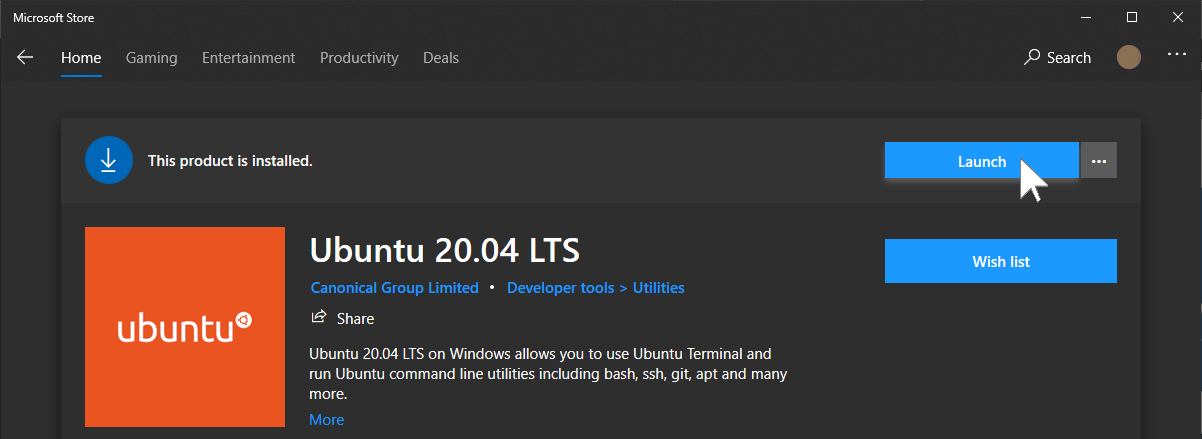 Microsoft Store
Home Gaming Entertainment Productivity Deals Search
This product is installed.
Launch
ubuntu
Ubuntu 20.04 LTS
Wish list
Canonical Group Limited • Developer tools > Utilities
Share
Ubuntu 20.04 LTS on Windows allows you to use Ubuntu Terminal and
run Ubuntu command line utilities including bash, ssh, git, apt and many
more.
More